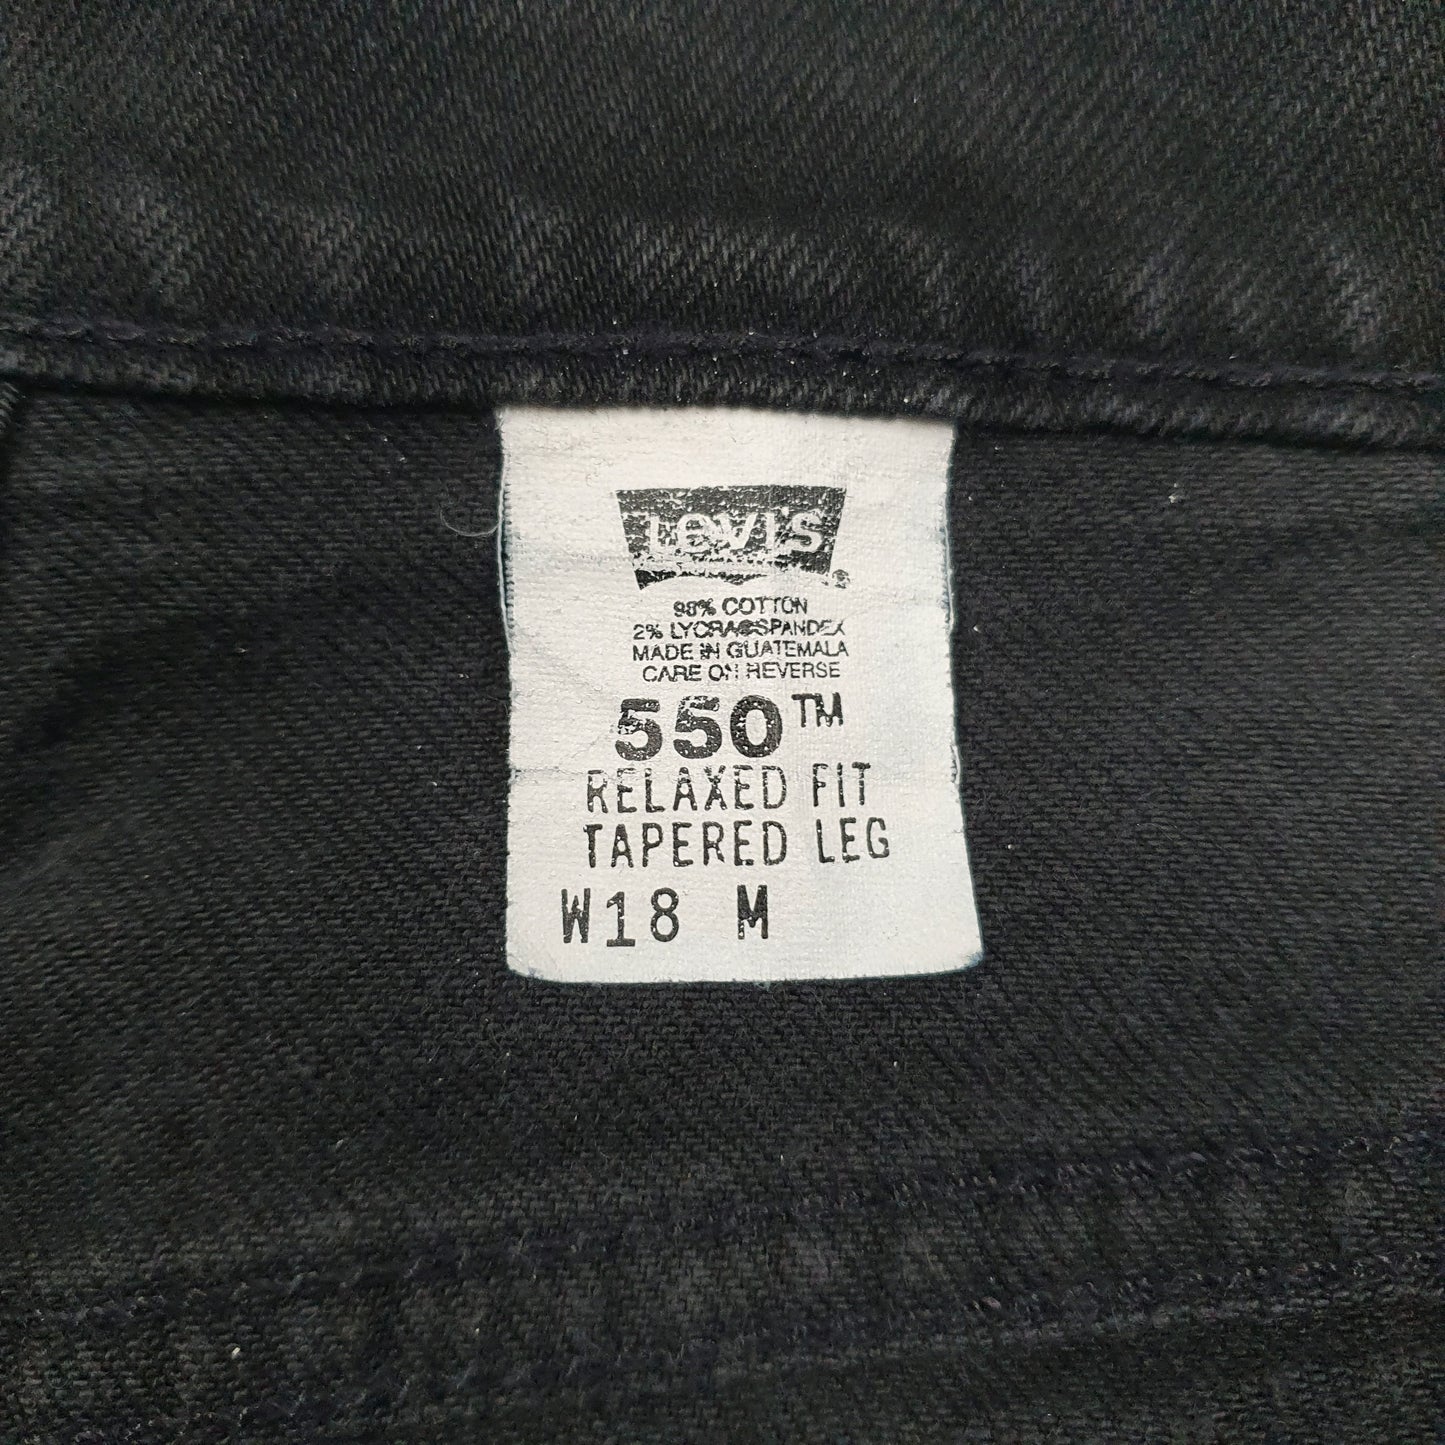 Levi's®
98% COTTON
2% LYCRA®SPANDEX
MADE IN GUATEMALA
CARE ON REVERSE
550™
RELAXED FIT
TAPERED LEG
W18 M